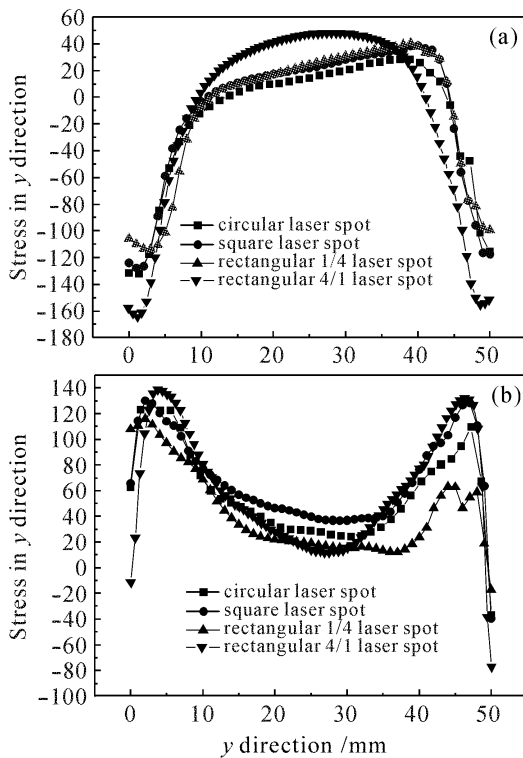 (a)
60
40
20
0
-20
-40
-60
-80
-100
-120
-140
-160
-180
Stress in y direction
circular laser spot
square laser spot
rectangular 1/4 laser spot
rectangular 4/1 laser spot
0 10 20 30 40 50
(b)
140
120
100
80
60
40
20
0
-20
-40
-60
-80
-100
Stress in y direction
circular laser spot
square laser spot
rectangular 1/4 laser spot
rectangular 4/1 laser spot
0 10 20 30 40 50
y direction /mm